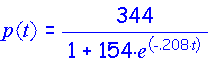 p(t) = 344 / (1 + 154·e^(-.208·t))